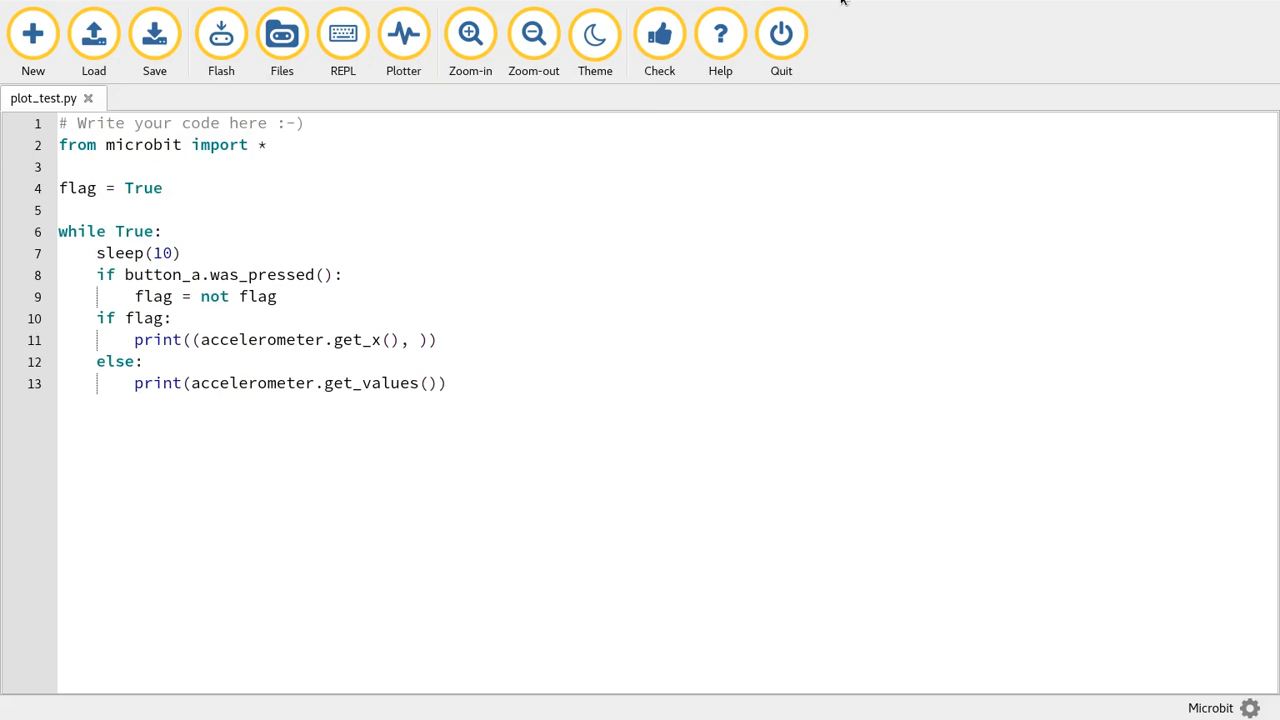 New Load Save Flash Files REPL Plotter Zoom-in Zoom-out Theme Check Help Quit
plot_test.py
1 # Write your code here :-)
2 from microbit import *
3
4 flag = True
5
6 while True:
7     sleep(10)
8     if button_a.was_pressed():
9         flag = not flag
10     if flag:
11         print((accelerometer.get_x(), ))
12     else:
13         print(accelerometer.get_values())
Microbit